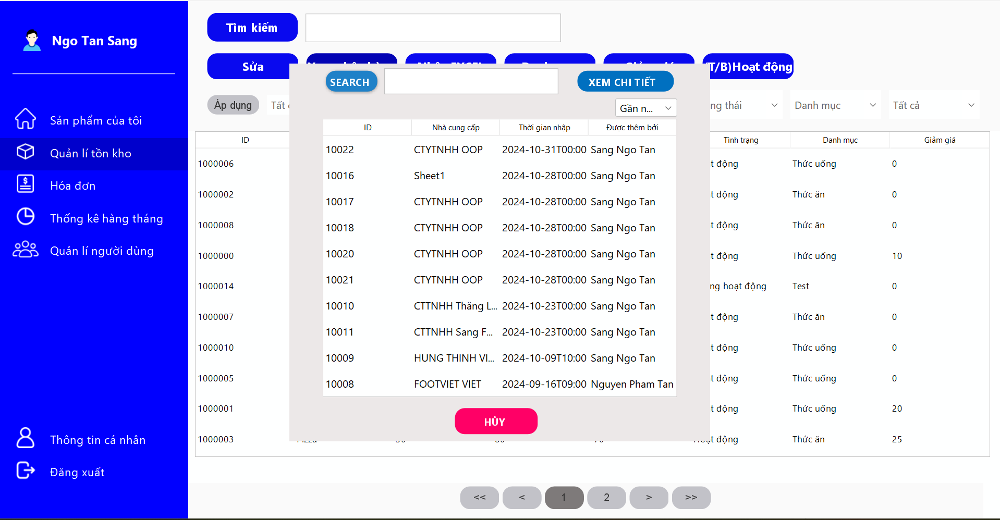 Ngo Tan Sang
Sản phẩm của tôi
Quản lí tồn kho
Hóa đơn
Thống kê hàng tháng
Quản lí người dùng
Thông tin cá nhân
Đăng xuất
Tìm kiếm
Sửa (T/B)Hoạt động
Áp dụng Tất Danh mục Tất cả
ID Tình trạng Danh mục Giảm giá
1000006 động Thức uống 0
1000002 động Thức ăn 0
1000008 động Thức ăn 0
1000000 động Thức uống 10
1000014 hoạt động Test 0
1000007 động Thức ăn 0
1000010 động Thức uống 0
1000005 động Thức uống 0
1000001 động Thức uống 20
1000003 động Thức ăn 25
SEARCH XEM CHI TIẾT
Gần n...
ID Nhà cung cấp Thời gian nhập Được thêm bởi
10022 CTYTNHH OOP 2024-10-31T00:00 Sang Ngo Tan
10016 Sheet1 2024-10-28T00:00 Sang Ngo Tan
10017 CTYTNHH OOP 2024-10-28T00:00 Sang Ngo Tan
10018 CTYTNHH OOP 2024-10-28T00:00 Sang Ngo Tan
10020 CTYTNHH OOP 2024-10-28T00:00 Sang Ngo Tan
10021 CTYTNHH OOP 2024-10-28T00:00 Sang Ngo Tan
10010 CTTNHH Thăng L... 2024-10-23T00:00 Sang Ngo Tan
10011 CTTNHH Sang F... 2024-10-23T00:00 Sang Ngo Tan
10009 HUNG THINH VI... 2024-10-09T10:00 Sang Ngo Tan
10008 FOOTVIET VIET 2024-09-16T09:00 Nguyen Pham Tan
HỦY
<< < 1 2 > >>